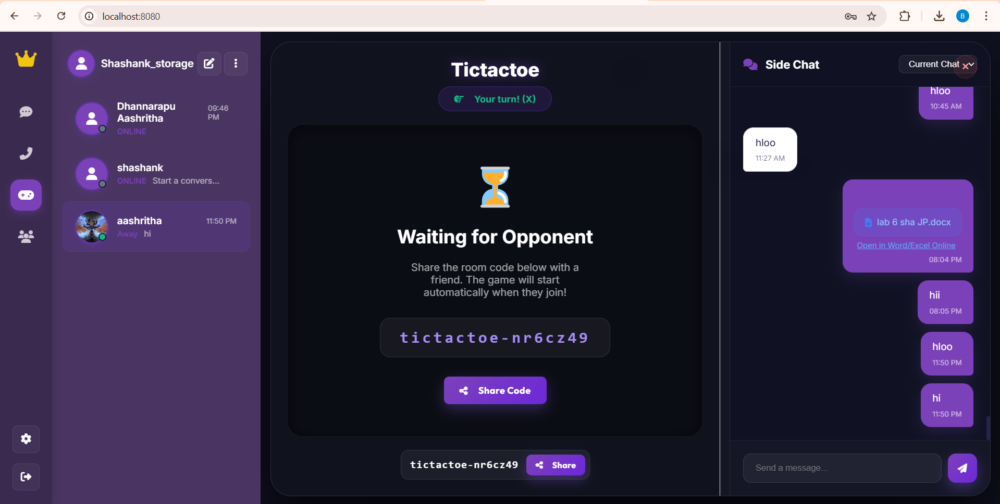 localhost:8080
B
Shashank_storage
Dhannarapu
Aashritha
09:46
PM
ONLINE
shashank
ONLINE Start a convers...
aashritha
11:50 PM
Away hi
Tictactoe
Your turn! (X)
Waiting for Opponent
Share the room code below with a
friend. The game will start
automatically when they join!
tictactoe-nr6cz49
Share Code
tictactoe-nr6cz49
Share
Side Chat
Current Chat
hloo
10:45 AM
hloo
11:27 AM
lab 6 sha JP.docx
Open in Word/Excel Online
08:04 PM
hii
08:05 PM
hloo
11:50 PM
hi
11:50 PM
Send a message...